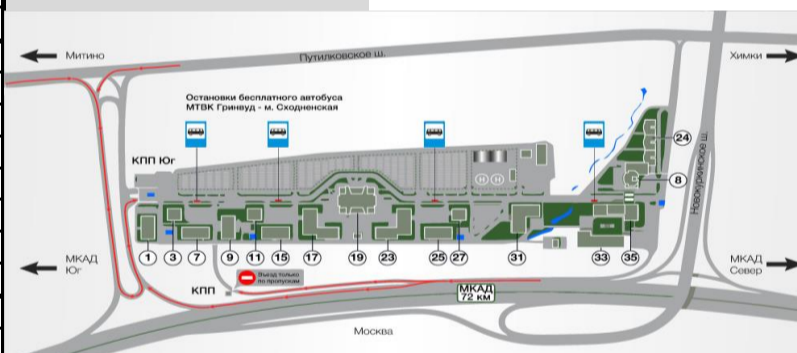 Митино
Путилковское ш.
Химки
Остановки бесплатного автобуса
МТВК Гринвуд - м. Сходненская
24
КПП Юг
8
Новокуркинское ш.
Н Н
1
3
7
9
11
15
17
19
23
25
27
31
33
35
МКАД
Юг
МКАД
Север
Въезд только
по пропускам
КПП
МКАД
72 км
Москва